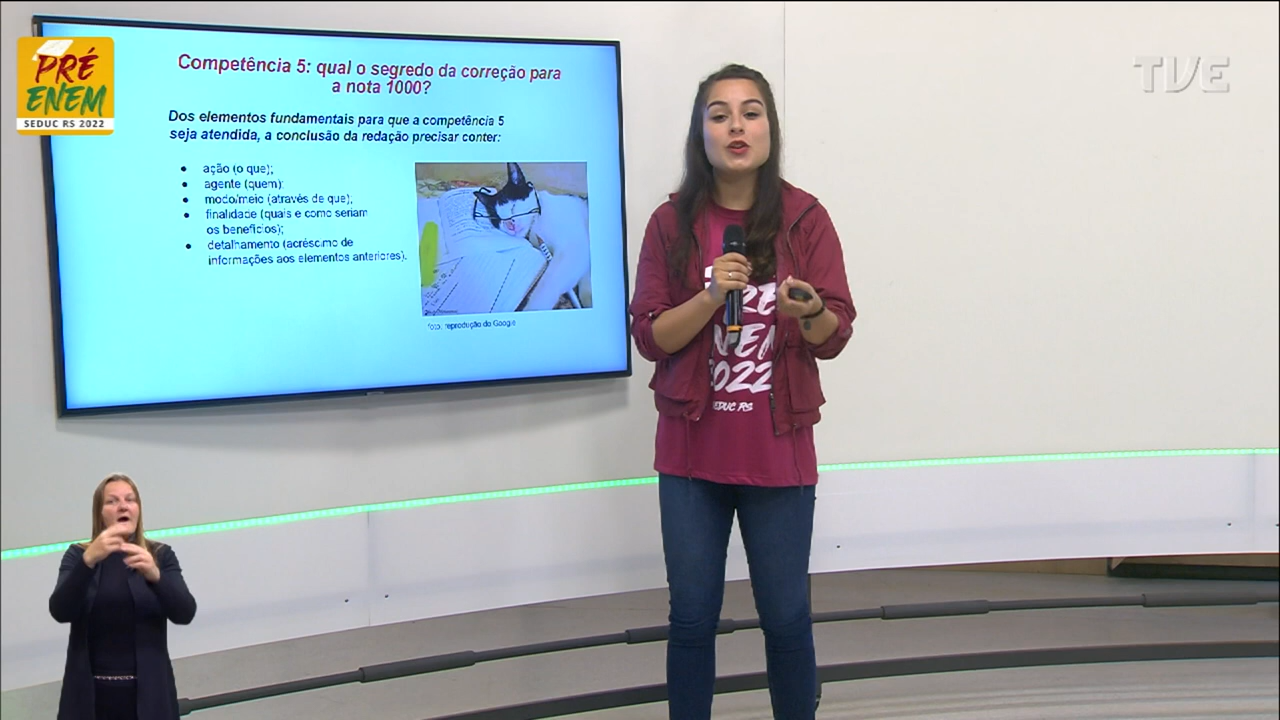 PRÉ
ENEM
SEDUC RS 2022
Competência 5: qual o segredo da correção para
a nota 1000?
Dos elementos fundamentais para que a competência 5
seja atendida, a conclusão da redação precisar conter:
● ação (o que);
● agente (quem);
● modo/meio (através de que);
● finalidade (quais e como seriam
os benefícios);
● detalhamento (acréscimo de
informações aos elementos anteriores).
foto: reprodução do Google
TVE
PRÉ
ENEM
2022
SEDUC RS